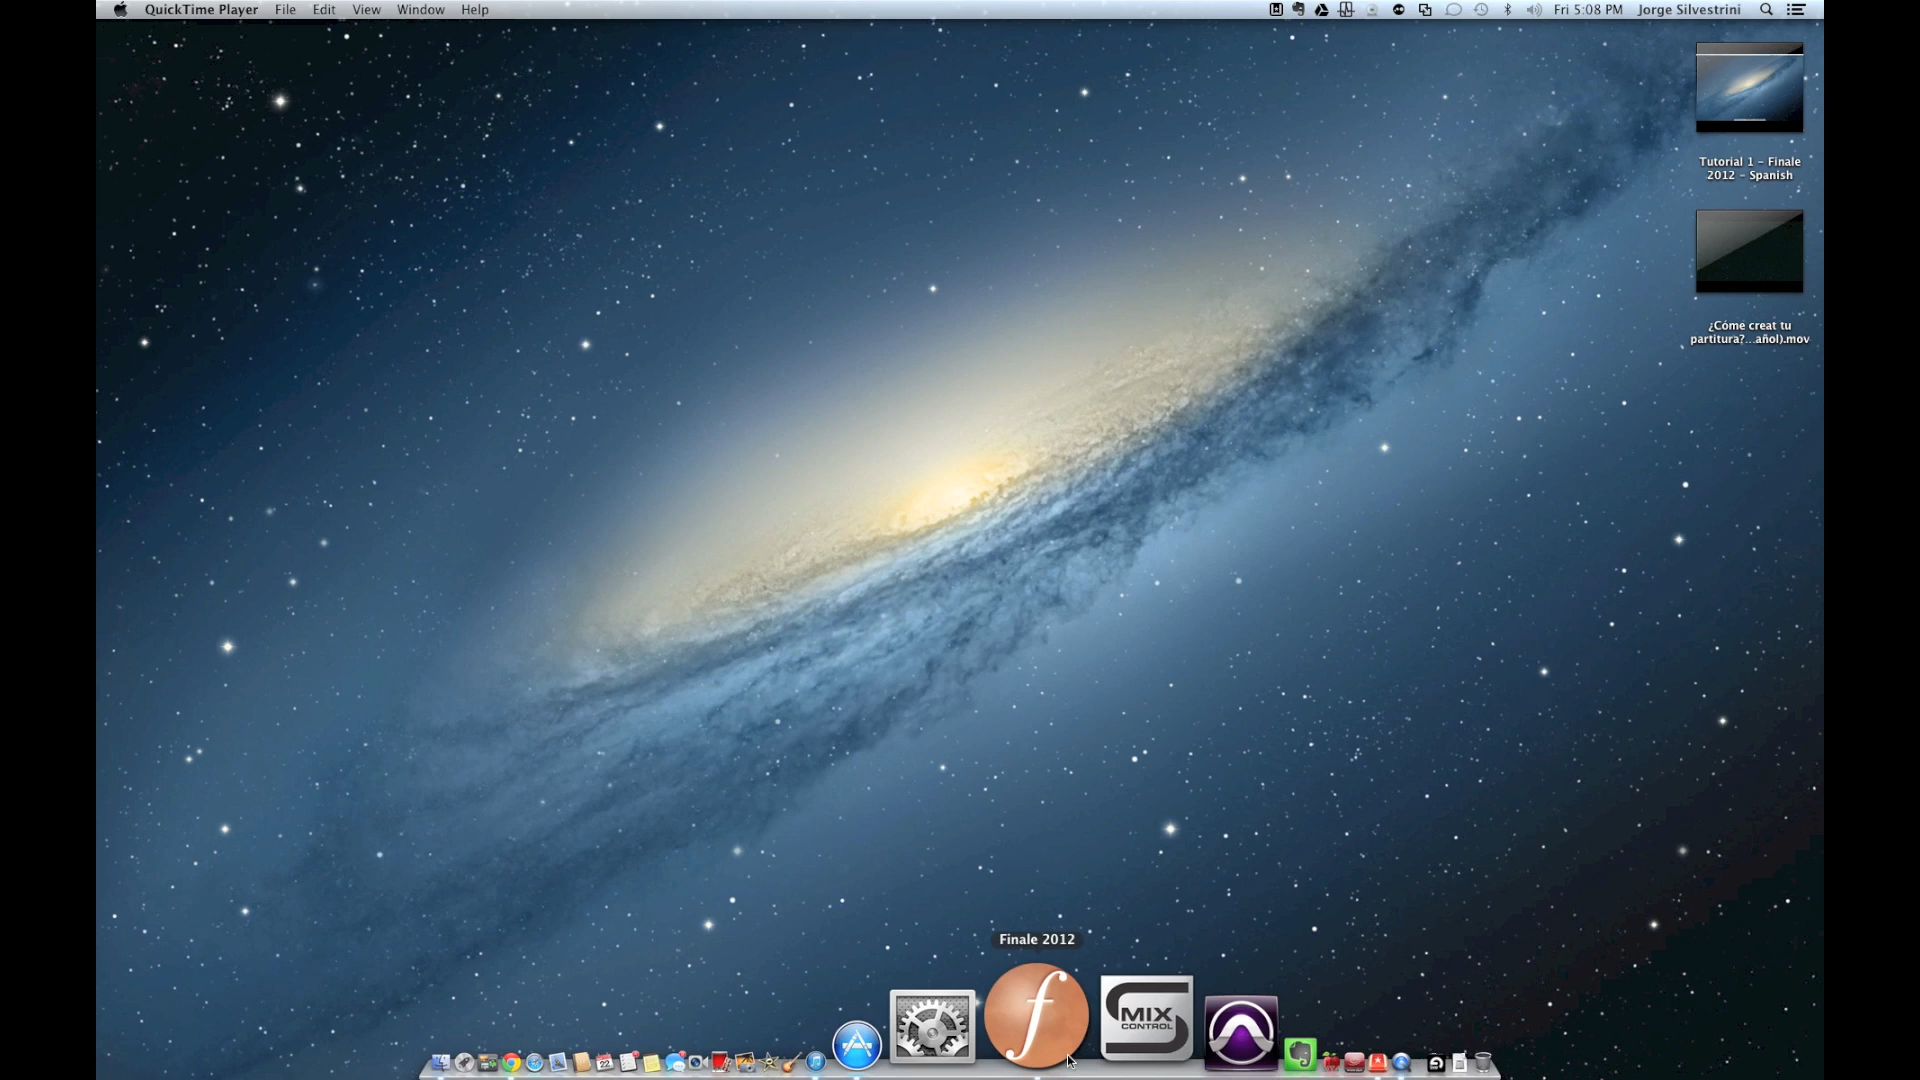 QuickTime Player File Edit View Window Help Fri 5:08 PM Jorge Silvestrini
Tutorial 1 – Finale
2012 – Spanish
¿Cóme creat tu
partitura?...añol).mov
Finale 2012
MIX
CONTROL
22